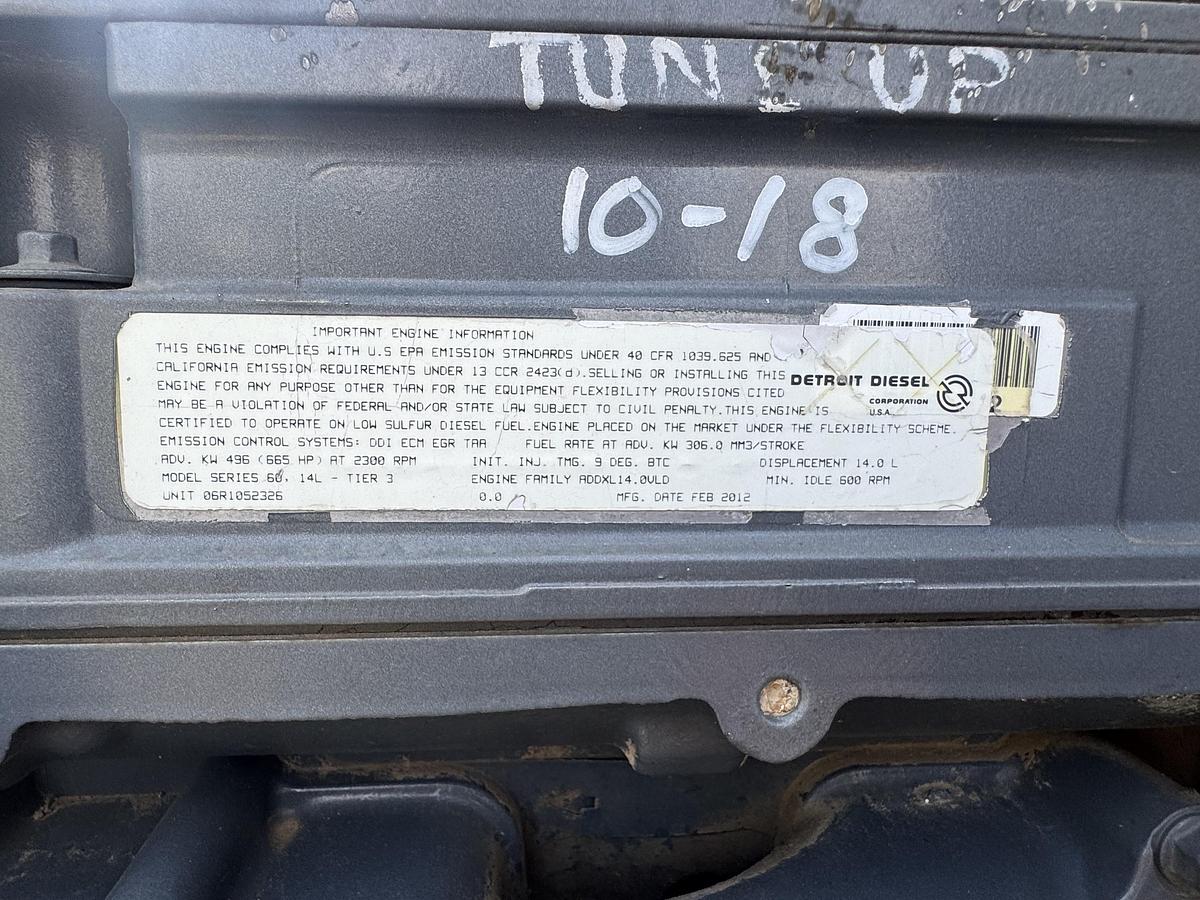 TUNE UP
10-18
IMPORTANT ENGINE INFORMATION
THIS ENGINE COMPLIES WITH U.S EPA EMISSION STANDARDS UNDER 40 CFR 1039.625 AND
CALIFORNIA EMISSION REQUIREMENTS UNDER 13 CCR 2423(d).SELLING OR INSTALLING THIS
ENGINE FOR ANY PURPOSE OTHER THAN FOR THE EQUIPMENT FLEXIBILITY PROVISIONS CITED
MAY BE A VIOLATION OF FEDERAL AND/OR STATE LAW SUBJECT TO CIVIL PENALTY.THIS ENGINE IS
CERTIFIED TO OPERATE ON LOW SULFUR DIESEL FUEL.ENGINE PLACED ON THE MARKET UNDER THE FLEXIBILITY SCHEME.
EMISSION CONTROL SYSTEMS: DDI ECM EGR TAA FUEL RATE AT ADV. KW 306.0 MM3/STROKE
ADV. KW 496 (665 HP) AT 2300 RPM INIT. INJ. TMG. 9 DEG. BTC DISPLACEMENT 14.0 L
MODEL SERIES 60, 14L - TIER 3 ENGINE FAMILY ADDXL14.0VLD MIN. IDLE 600 RPM
UNIT 06R1052326 0.0 MFG. DATE FEB 2012
DETROIT DIESEL
CORPORATION
U.S.A.